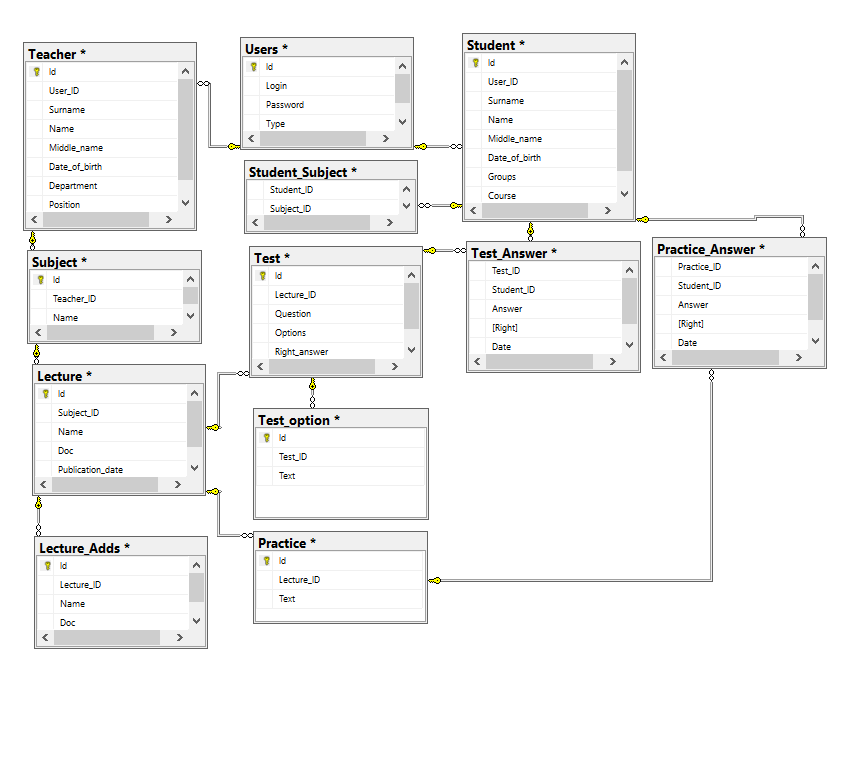 Teacher *
Id
User_ID
Surname
Name
Middle_name
Date_of_birth
Department
Position
Users *
Id
Login
Password
Type
Student *
Id
User_ID
Surname
Name
Middle_name
Date_of_birth
Groups
Course
Student_Subject *
Student_ID
Subject_ID
Subject *
Id
Teacher_ID
Name
Test *
Id
Lecture_ID
Question
Options
Right_answer
Test_Answer *
Test_ID
Student_ID
Answer
[Right]
Date
Practice_Answer *
Practice_ID
Student_ID
Answer
[Right]
Date
Lecture *
Id
Subject_ID
Name
Doc
Publication_date
Test_option *
Id
Test_ID
Text
Lecture_Adds *
Id
Lecture_ID
Name
Doc
Practice *
Id
Lecture_ID
Text